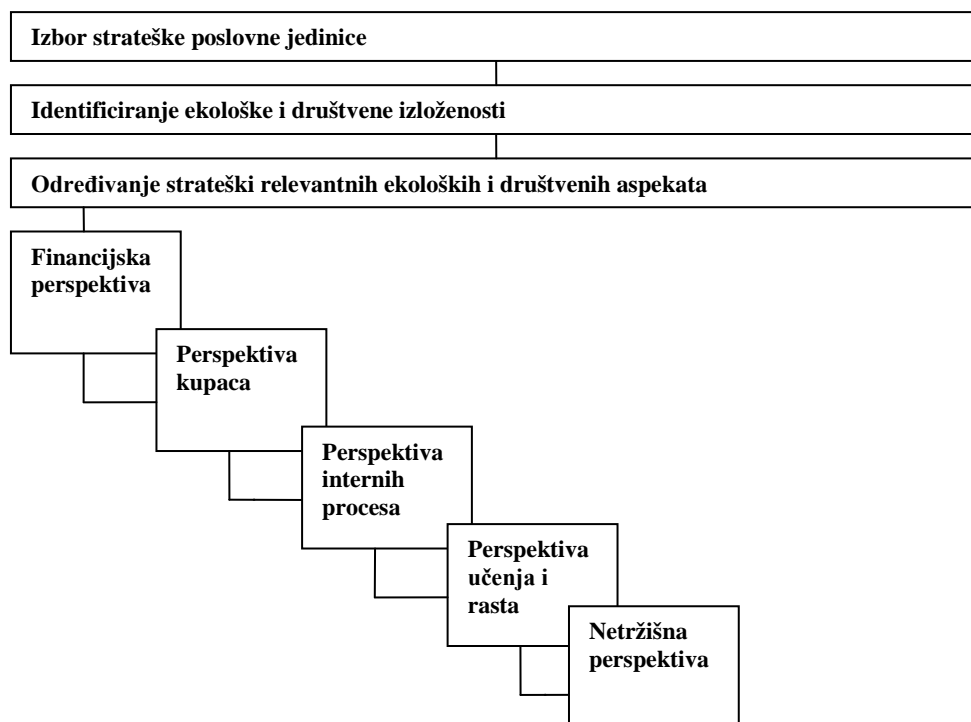 Izbor strateške poslovne jedinice
Identificiranje ekološke i društvene izloženosti
Određivanje strateški relevantnih ekoloških i društvenih aspekata
Financijska
perspektiva
Perspektiva
kupaca
Perspektiva
internih
procesa
Perspektiva
učenja i
rasta
Netržišna
perspektiva